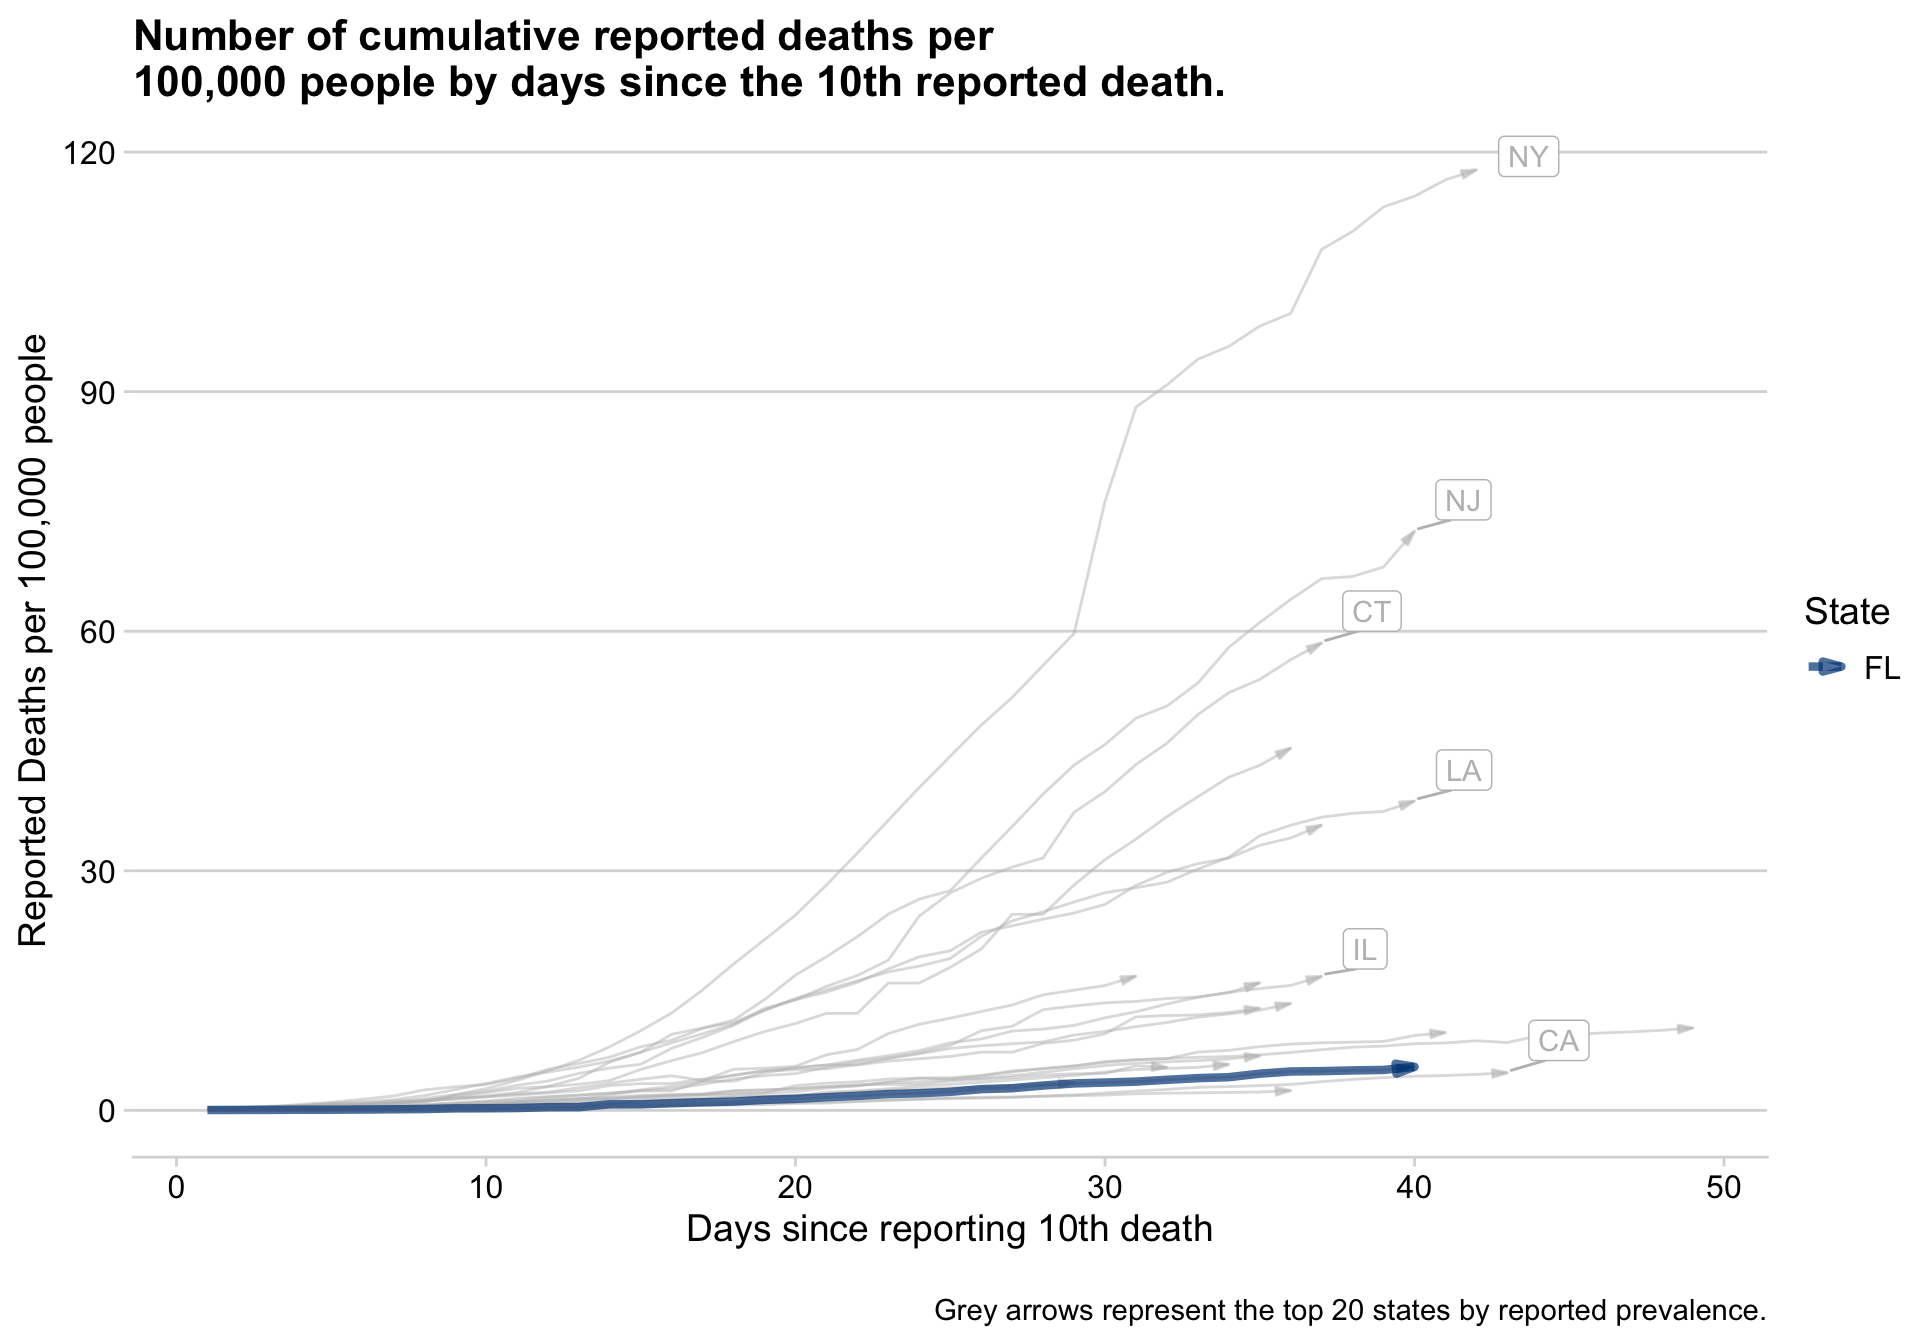 Number of cumulative reported deaths per
100,000 people by days since the 10th reported death.
Reported Deaths per 100,000 people
120
90
60
30
0
NY
NJ
CT
LA
IL
CA
State
FL
0
10
20
30
40
50
Days since reporting 10th death
Grey arrows represent the top 20 states by reported prevalence.